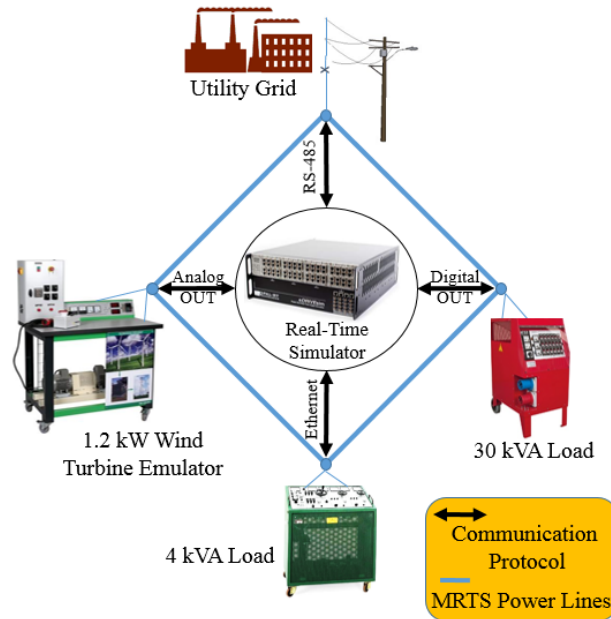 Utility Grid
RS-485
Analog
OUT
Digital
OUT
Real-Time
Simulator
Ethernet
1.2 kW Wind
Turbine Emulator
30 kVA Load
4 kVA Load
Communication
Protocol
MRTS Power Lines